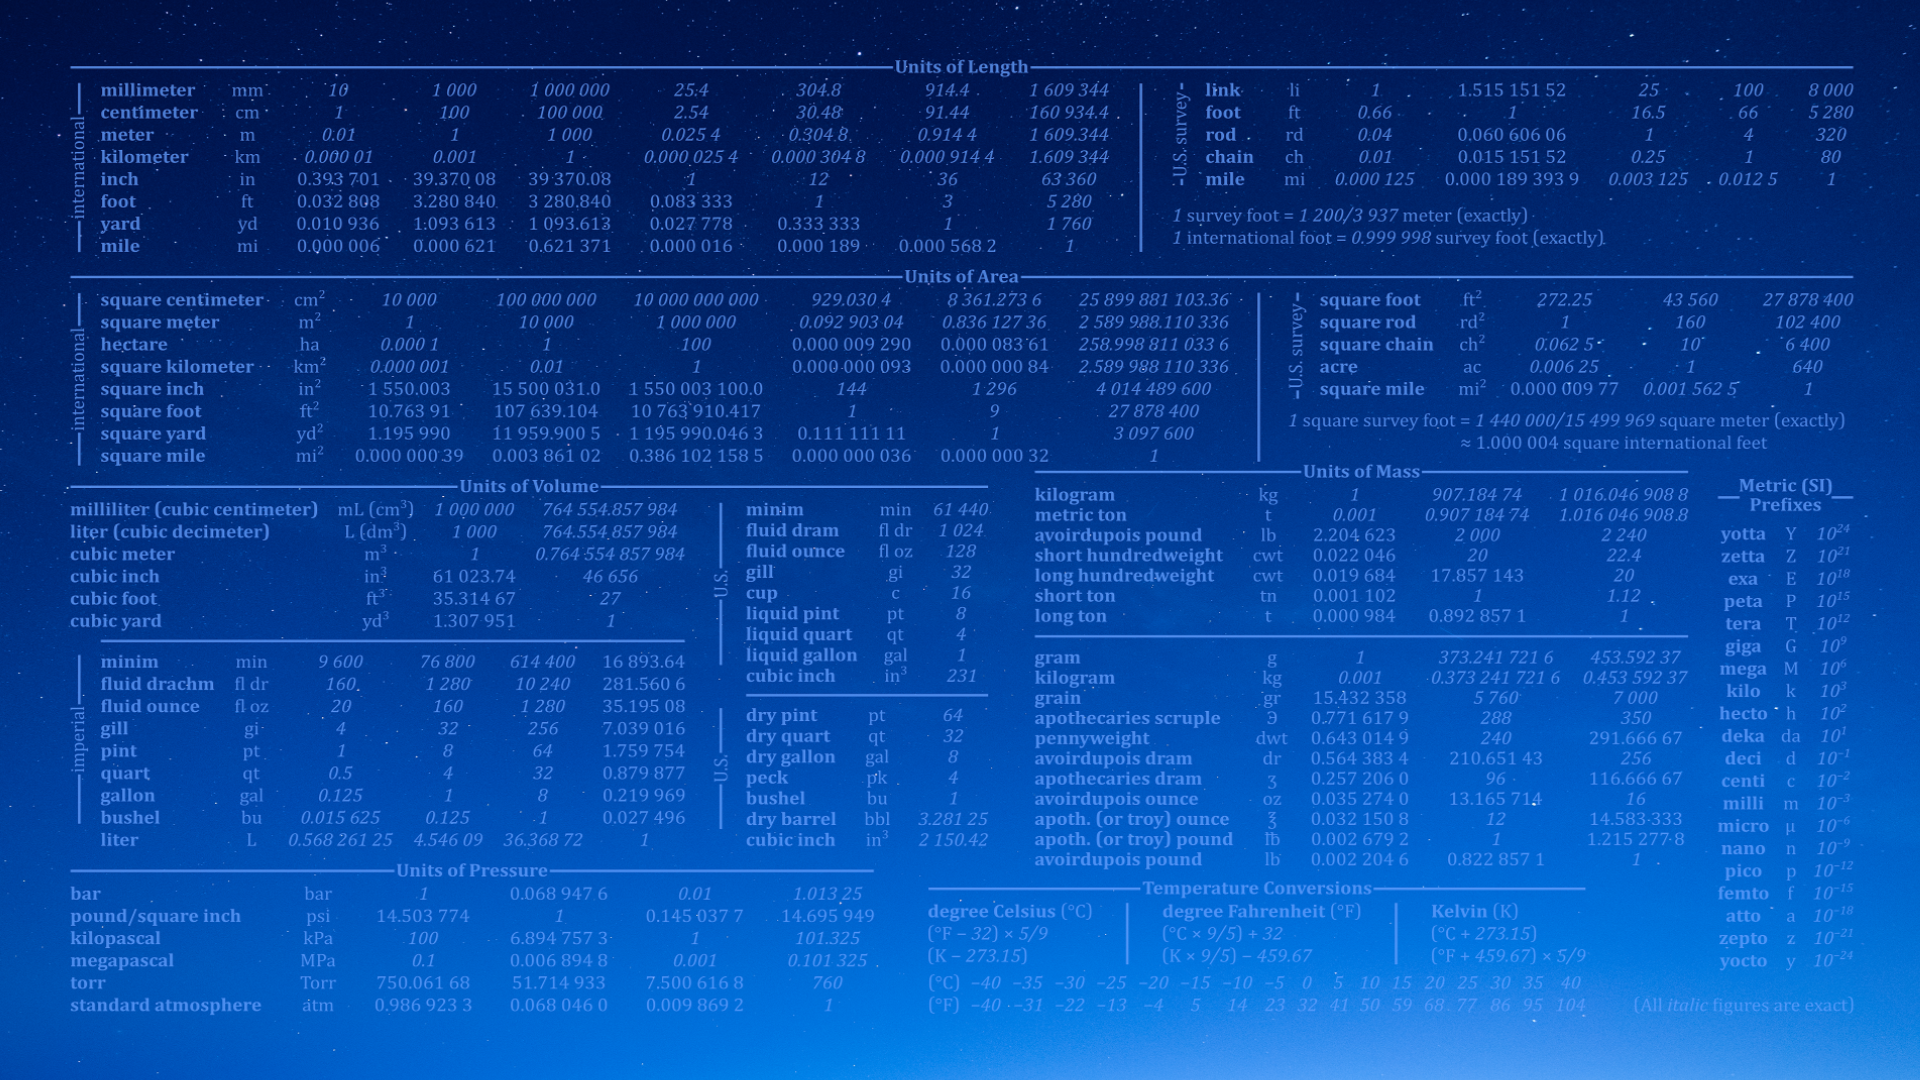 Units of Length
international
millimeter mm 10 1 000 1 000 000 25.4 304.8 914.4 1 609 344
centimeter cm 1 100 100 000 2.54 30.48 91.44 160 934.4
meter m 0.01 1 1 000 0.025 4 0.304 8 0.914 4 1 609.344
kilometer km 0.000 01 0.001 1 0.000 025 4 0.000 304 8 0.000 914 4 1.609 344
inch in 0.393 701 39.370 08 39 370.08 1 12 36 63 360
foot ft 0.032 808 3.280 840 3 280.840 0.083 333 1 3 5 280
yard yd 0.010 936 1.093 613 1 093.613 0.027 778 0.333 333 1 1 760
mile mi 0.000 006 0.000 621 0.621 371 0.000 016 0.000 189 0.000 568 2 1
U.S. survey
link li 1 1.515 151 52 25 100 8 000
foot ft 0.66 1 16.5 66 5 280
rod rd 0.04 0.060 606 06 1 4 320
chain ch 0.01 0.015 151 52 0.25 1 80
mile mi 0.000 125 0.000 189 393 9 0.003 125 0.012 5 1
1 survey foot = 1 200/3 937 meter (exactly)
1 international foot = 0.999 998 survey foot (exactly)
Units of Area
international
square centimeter cm² 10 000 100 000 000 10 000 000 000 929.030 4 8 361.273 6 25 899 881 103.36
square meter m² 1 10 000 1 000 000 0.092 903 04 0.836 127 36 2 589 988.110 336
hectare ha 0.000 1 1 100 0.000 009 290 0.000 083 61 258.998 811 033 6
square kilometer km² 0.000 001 0.01 1 0.000 000 093 0.000 000 84 2.589 988 110 336
square inch in² 1 550.003 15 500 031.0 1 550 003 100.0 144 1 296 4 014 489 600
square foot ft² 10.763 91 107 639.104 10 763 910.417 1 9 27 878 400
square yard yd² 1.195 990 11 959.900 5 1 195 990.046 3 0.111 111 11 1 3 097 600
square mile mi² 0.000 000 39 0.003 861 02 0.386 102 158 5 0.000 000 036 0.000 000 32 1
U.S. survey
square foot ft² 272.25 43 560 27 878 400
square rod rd² 1 160 102 400
square chain ch² 0.062 5 10 6 400
acre ac 0.006 25 1 640
square mile mi² 0.000 009 77 0.001 562 5 1
1 square survey foot = 1 440 000/15 499 969 square meter (exactly)
≈ 1.000 004 square international feet
Units of Volume
milliliter (cubic centimeter) mL (cm³) 1 000 000 764 554.857 984
liter (cubic decimeter) L (dm³) 1 000 764.554 857 984
cubic meter m³ 1 0.764 554 857 984
cubic inch in³ 61 023.74 46 656
cubic foot ft³ 35.314 67 27
cubic yard yd³ 1.307 951 1
imperial
minim min 9 600 76 800 614 400 16 893.64
fluid drachm fl dr 160 1 280 10 240 281.560 6
fluid ounce fl oz 20 160 1 280 35.195 08
gill gi 4 32 256 7.039 016
pint pt 1 8 64 1.759 754
quart qt 0.5 4 32 0.879 877
gallon gal 0.125 1 8 0.219 969
bushel bu 0.015 625 0.125 1 0.027 496
liter L 0.568 261 25 4.546 09 36.368 72 1
U.S.
minim min 61 440
fluid dram fl dr 1 024
fluid ounce fl oz 128
gill gi 32
cup c 16
liquid pint pt 8
liquid quart qt 4
liquid gallon gal 1
cubic inch in³ 231
U.S.
dry pint pt 64
dry quart qt 32
dry gallon gal 8
peck pk 4
bushel bu 1
dry barrel bbl 3.281 25
cubic inch in³ 2 150.42
Units of Mass
kilogram kg 1 907.184 74 1 016.046 908 8
metric ton t 0.001 0.907 184 74 1.016 046 908 8
avoirdupois pound lb 2.204 623 2 000 2 240
short hundredweight cwt 0.022 046 20 22.4
long hundredweight cwt 0.019 684 17.857 143 20
short ton tn 0.001 102 1 1.12
long ton t 0.000 984 0.892 857 1 1
gram g 1 373.241 721 6 453.592 37
kilogram kg 0.001 0.373 241 721 6 0.453 592 37
grain gr 15.432 358 5 760 7 000
apothecaries scruple ℈ 0.771 617 9 288 350
pennyweight dwt 0.643 014 9 240 291.666 67
avoirdupois dram dr 0.564 383 4 210.651 43 256
apothecaries dram ʒ 0.257 206 0 96 116.666 67
avoirdupois ounce oz 0.035 274 0 13.165 714 16
apoth. (or troy) ounce ℥ 0.032 150 8 12 14.583 333
apoth. (or troy) pound ℔ 0.002 679 2 1 1.215 277 8
avoirdupois pound lb 0.002 204 6 0.822 857 1 1
Metric (SI)
Prefixes
yotta Y 10²⁴
zetta Z 10²¹
exa E 10¹⁸
peta P 10¹⁵
tera T 10¹²
giga G 10⁹
mega M 10⁶
kilo k 10³
hecto h 10²
deka da 10¹
deci d 10⁻¹
centi c 10⁻²
milli m 10⁻³
micro μ 10⁻⁶
nano n 10⁻⁹
pico p 10⁻¹²
femto f 10⁻¹⁵
atto a 10⁻¹⁸
zepto z 10⁻²¹
yocto y 10⁻²⁴
Units of Pressure
bar bar 1 0.068 947 6 0.01 1.013 25
pound/square inch psi 14.503 774 1 0.145 037 7 14.695 949
kilopascal kPa 100 6.894 757 3 1 101.325
megapascal MPa 0.1 0.006 894 8 0.001 0.101 325
torr Torr 750.061 68 51.714 933 7.500 616 8 760
standard atmosphere atm 0.986 923 3 0.068 046 0 0.009 869 2 1
Temperature Conversions
degree Celsius (°C) degree Fahrenheit (°F) Kelvin (K)
(°F − 32) × 5/9 (°C × 9/5) + 32 (°C + 273.15)
(K − 273.15) (K × 9/5) − 459.67 (°F + 459.67) × 5/9
(°C) −40 −35 −30 −25 −20 −15 −10 −5 0 5 10 15 20 25 30 35 40
(°F) −40 −31 −22 −13 −4 5 14 23 32 41 50 59 68 77 86 95 104
(All italic figures are exact)